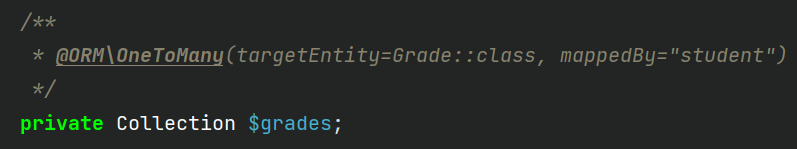 /**
* @ORM\OneToMany(targetEntity=Grade::class, mappedBy="student")
*/
private Collection $grades;